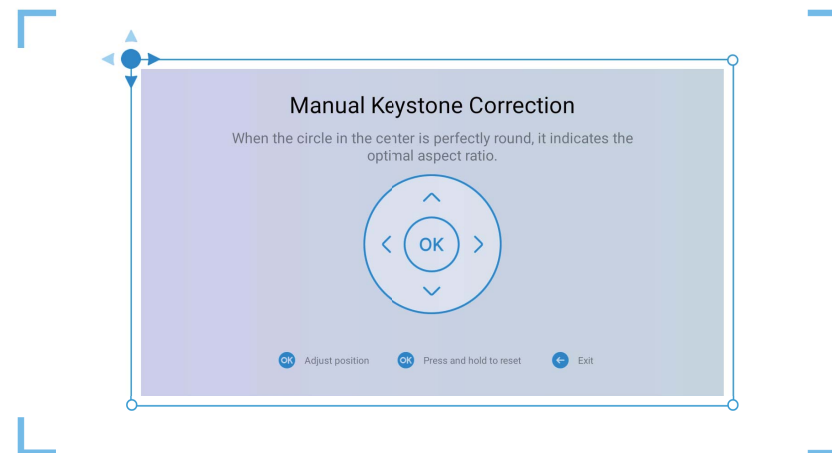 Manual Keystone Correction
When the circle in the center is perfectly round, it indicates the
optimal aspect ratio.
OK
OK Adjust position OK Press and hold to reset Exit